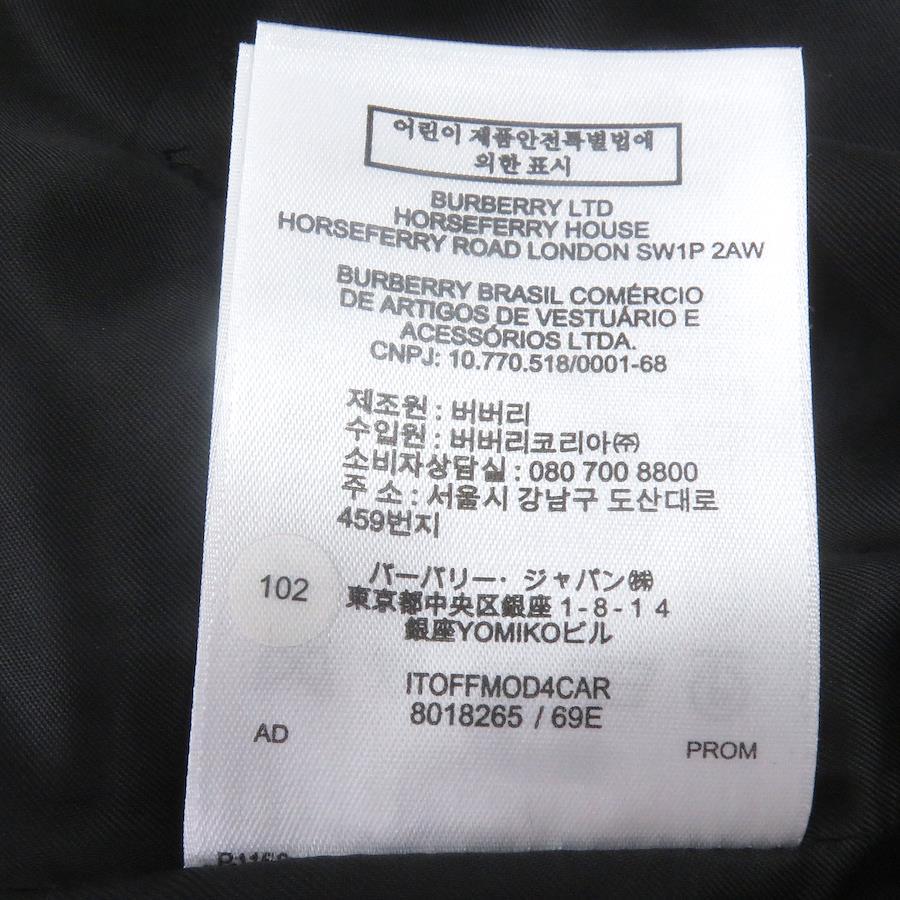 어린이 제품안전특별법에
의한 표시
BURBERRY LTD
HORSEFERRY HOUSE
HORSEFERRY ROAD LONDON SW1P 2AW
BURBERRY BRASIL COMÉRCIO
DE ARTIGOS DE VESTUÁRIO E
ACESSÓRIOS LTDA.
CNPJ: 10.770.518/0001-68
제조원 : 버버리
수입원 : 버버리코리아㈜
소비자상담실 : 080 700 8800
주 소 : 서울시 강남구 도산대로
459번지
バーバリー・ジャパン㈱
102
東京都中央区銀座 1-8-14
銀座YOMIKOビル
ITOFFMOD4CAR
8018265 / 69E
AD
PROM